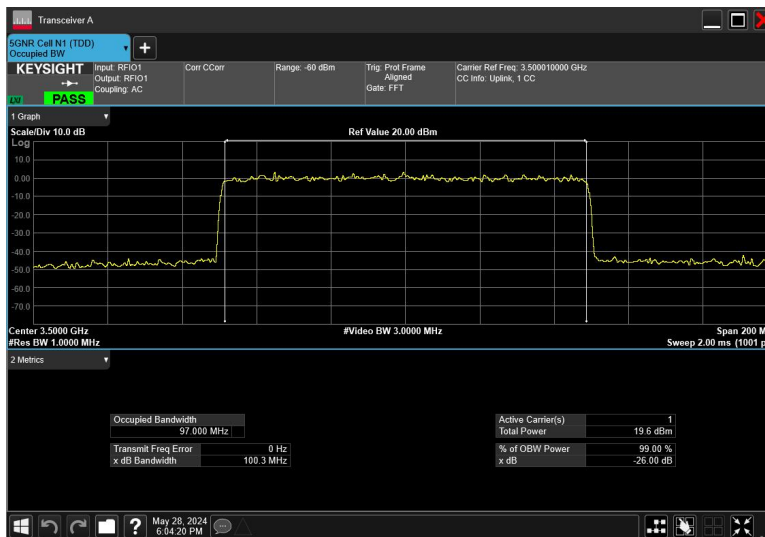 Transceiver A
5GNR Cell N1 (TDD)
Occupied BW
KEYSIGHT
Input: RFIO1
Output: RFIO1
Coupling: AC
Corr CCorr
Range: -60 dBm
Trig: Prot Frame
Aligned
Gate: FFT
Carrier Ref Freq: 3.500010000 GHz
CC Info: Uplink, 1 CC
LXI
PASS
1 Graph
Scale/Div 10.0 dB
Ref Value 20.00 dBm
Log
10.0
0.00
-10.0
-20.0
-30.0
-40.0
-50.0
-60.0
-70.0
Center 3.5000 GHz
#Video BW 3.0000 MHz
Span 200 M
#Res BW 1.0000 MHz
Sweep 2.00 ms (1001 p
2 Metrics
Occupied Bandwidth
97.000 MHz
Transmit Freq Error 0 Hz
x dB Bandwidth 100.3 MHz
Active Carrier(s) 1
Total Power 19.6 dBm
% of OBW Power 99.00 %
x dB -26.00 dB
May 28, 2024
6:04:20 PM